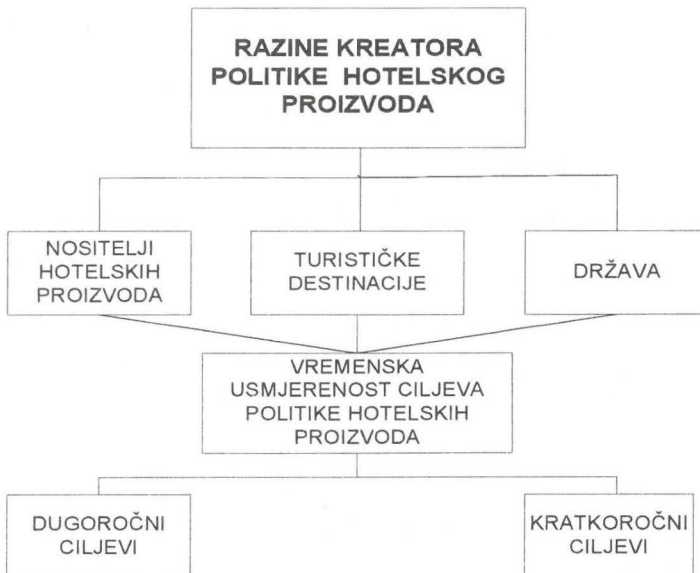 RAZINE KREATORA
POLITIKE HOTELSKOG
PROIZVODA
NOSITELJI
HOTELSKIH
PROIZVODA
TURISTIČKE
DESTINACIJE
DRŽAVA
VREMENSKA
USMJERENOST CILJEVA
POLITIKE HOTELSKIH
PROIZVODA
DUGOROČNI
CILJEVI
KRATKOROČNI
CILJEVI